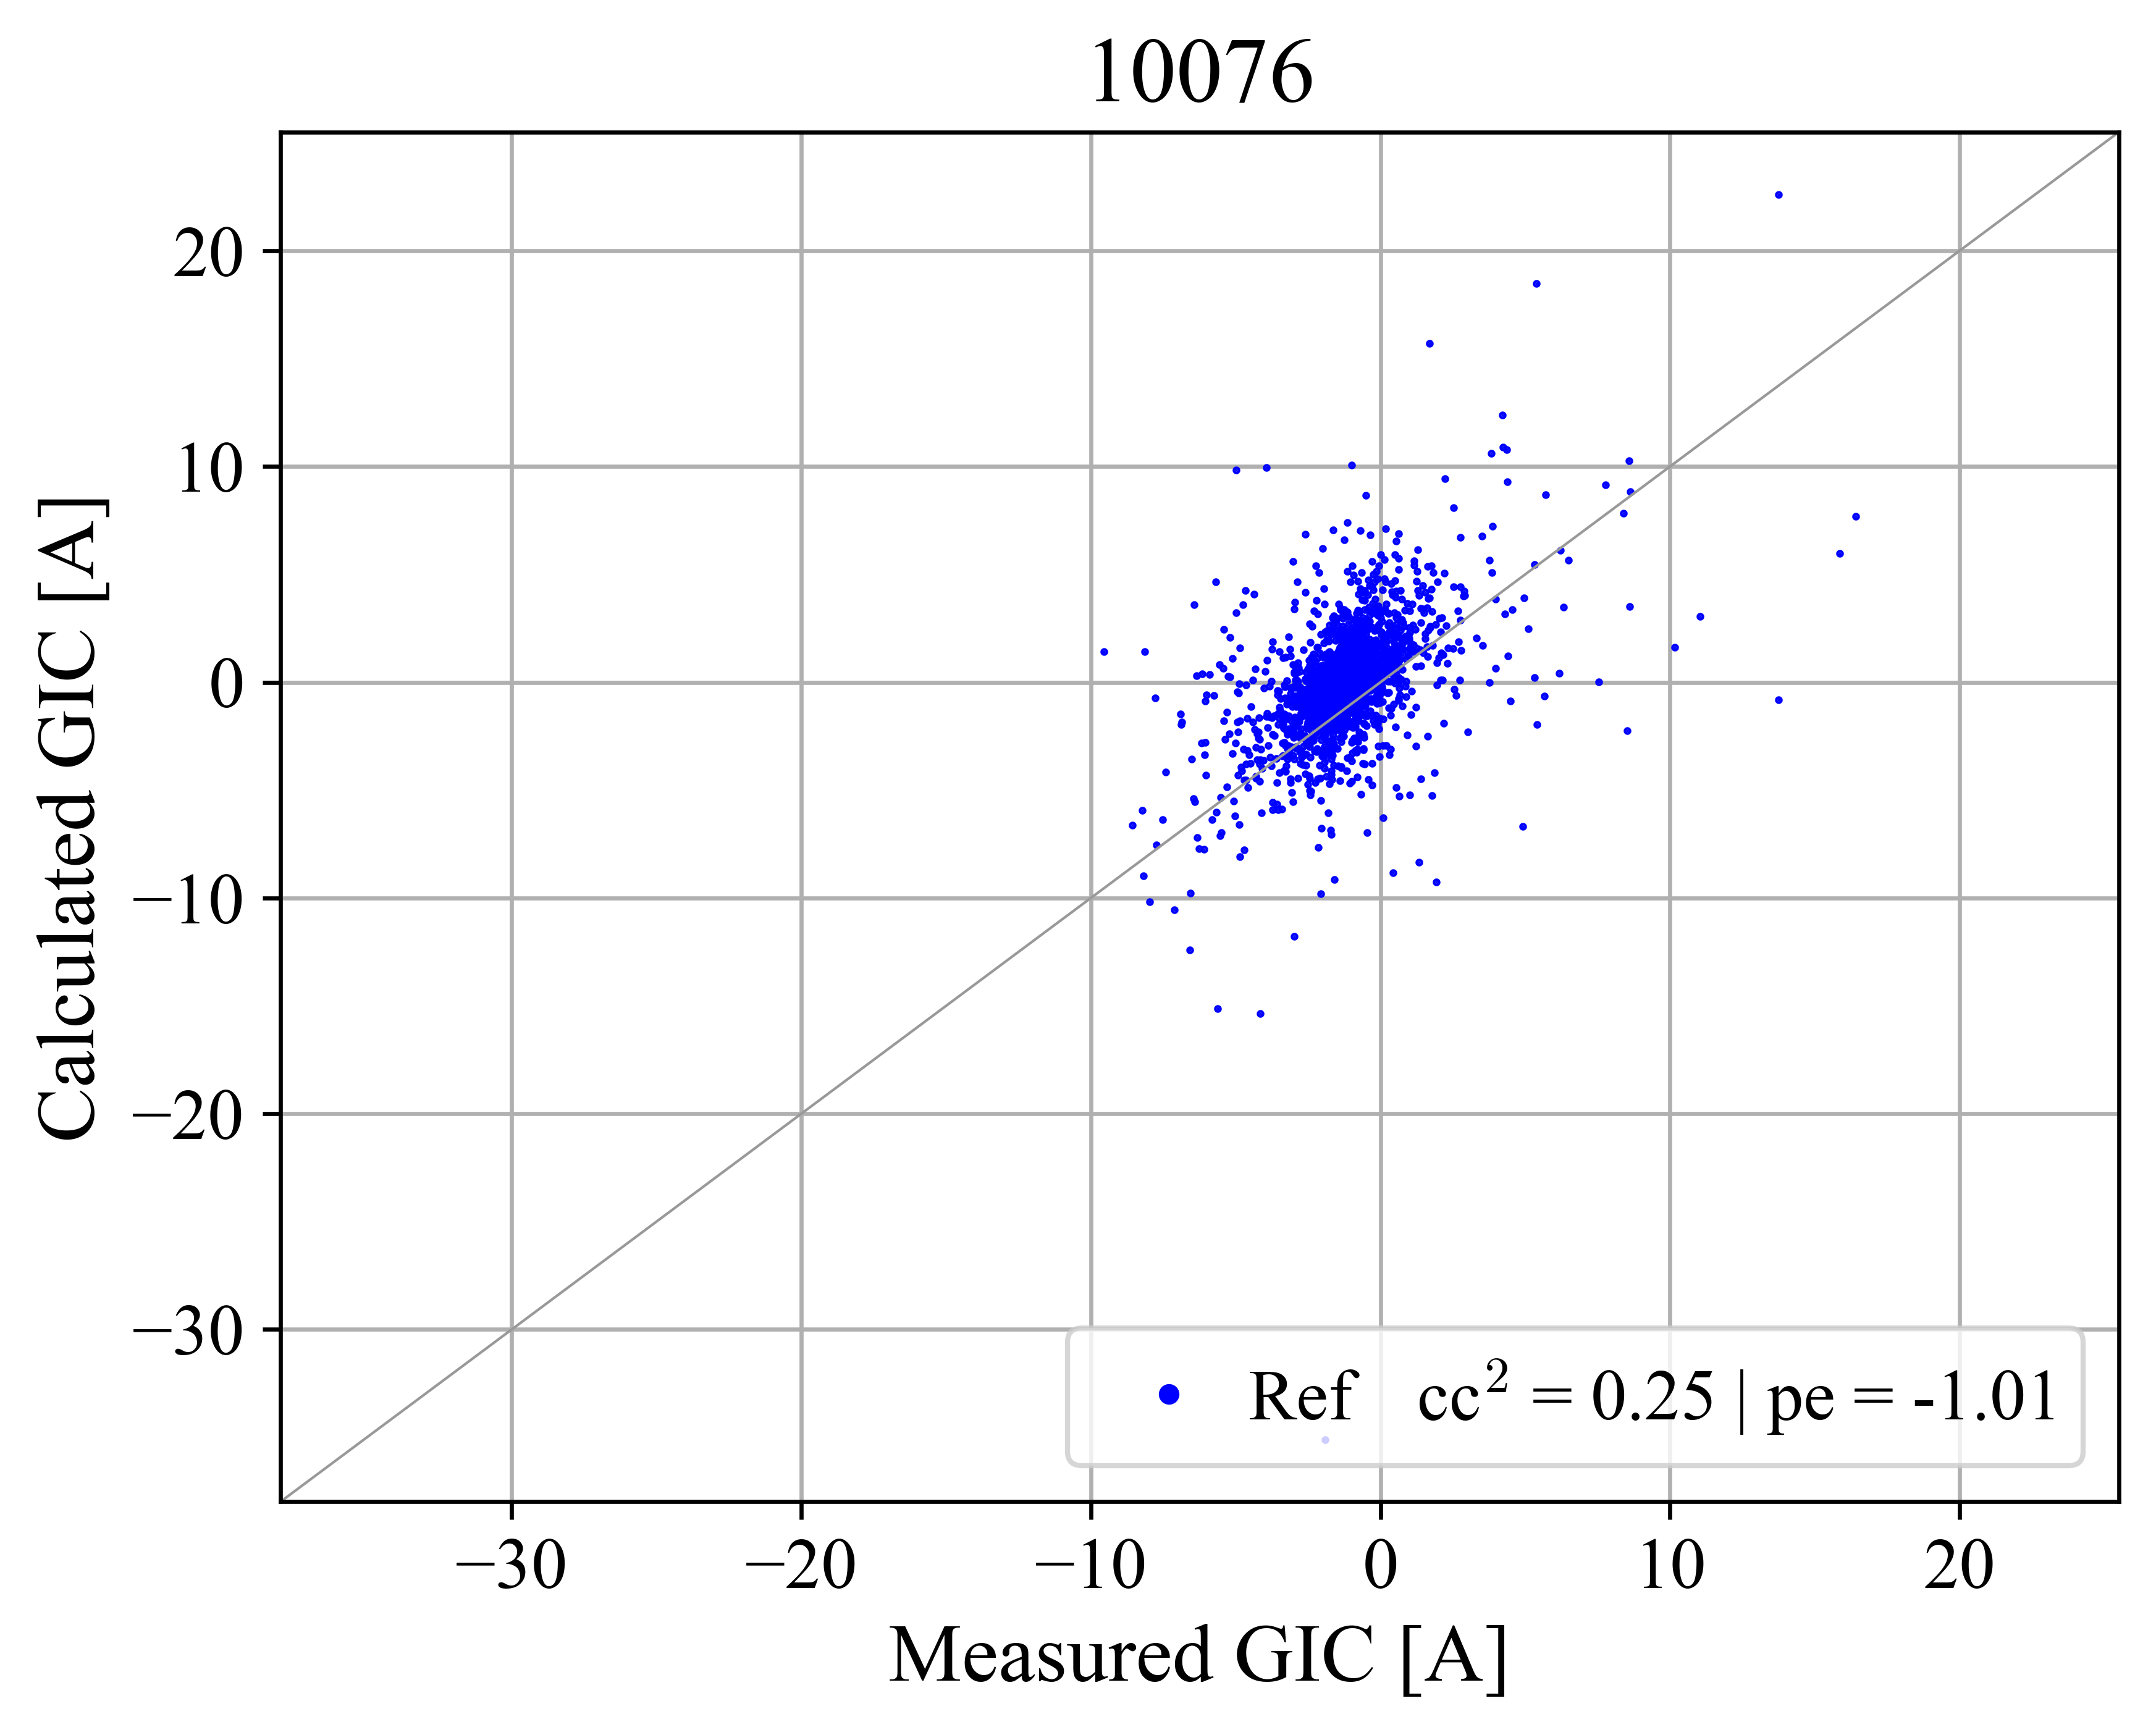 10076
Calculated GIC [A]
20
10
0
−10
−20
−30
Ref cc² = 0.25 | pe = -1.01
−30 −20 −10 0 10 20
Measured GIC [A]